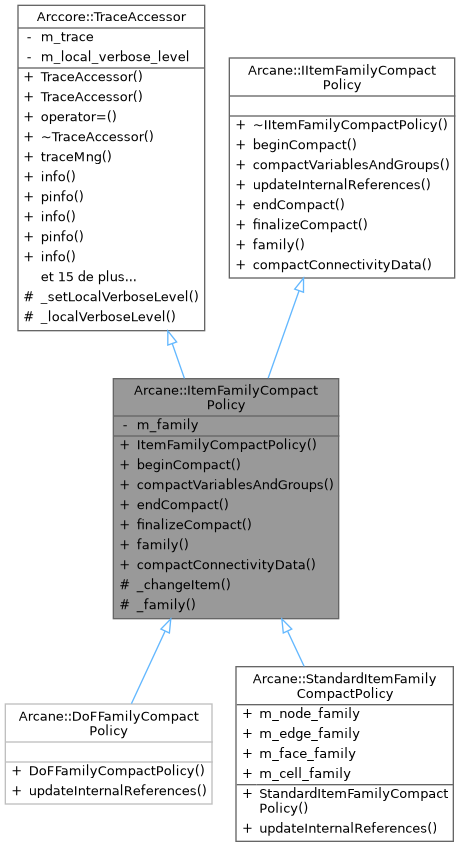 Arccore::TraceAccessor
- m_trace
- m_local_verbose_level
+ TraceAccessor()
+ TraceAccessor()
+ operator=()
+ ~TraceAccessor()
+ traceMng()
+ info()
+ pinfo()
+ info()
+ pinfo()
+ info()
et 15 de plus...
# _setLocalVerboseLevel()
# _localVerboseLevel()
Arcane::IItemFamilyCompact
Policy
+ ~IItemFamilyCompactPolicy()
+ beginCompact()
+ compactVariablesAndGroups()
+ updateInternalReferences()
+ endCompact()
+ finalizeCompact()
+ family()
+ compactConnectivityData()
Arcane::ItemFamilyCompact
Policy
- m_family
+ ItemFamilyCompactPolicy()
+ beginCompact()
+ compactVariablesAndGroups()
+ endCompact()
+ finalizeCompact()
+ family()
+ compactConnectivityData()
# _changeItem()
# _family()
Arcane::DoFFamilyCompact
Policy
+ DoFFamilyCompactPolicy()
+ updateInternalReferences()
Arcane::StandardItemFamily
CompactPolicy
+ m_node_family
+ m_edge_family
+ m_face_family
+ m_cell_family
+ StandardItemFamilyCompact
Policy()
+ updateInternalReferences()